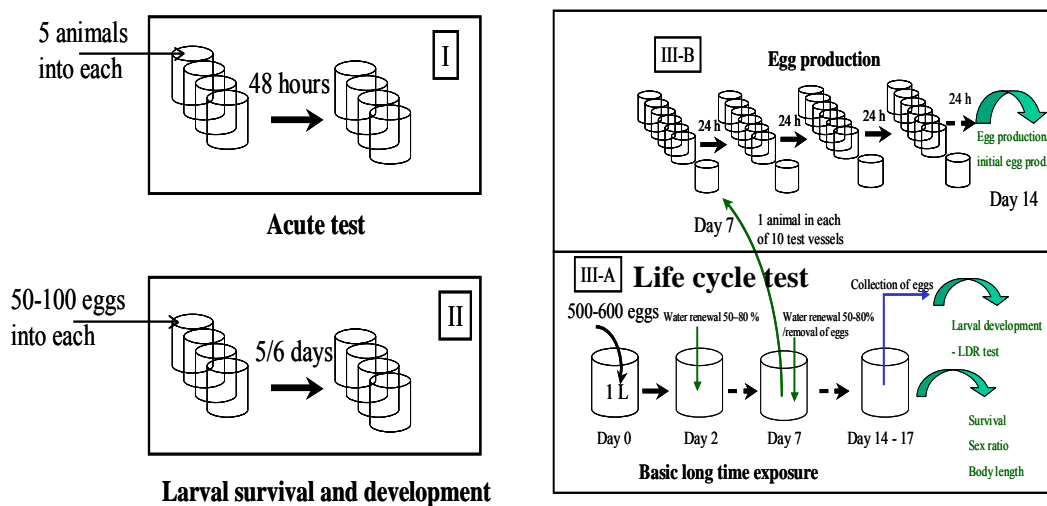 5 animals
into each
I
48 hours
Acute test
50-100 eggs
into each
II
5/6 days
Larval survival and development
III-B
Egg production
24 h
24 h
24 h
24 h
Egg production
initial egg prod.
Day 7
1 animal in each
of 10 test vessels
Day 14
III-A
Life cycle test
500-600 eggs
Water renewal 50-80 %
Water renewal 50-80%
/removal of eggs
Collection of eggs
Larval development
- LDR test
1 L
Day 0
Day 2
Day 7
Day 14 - 17
Survival
Sex ratio
Body length
Basic long time exposure